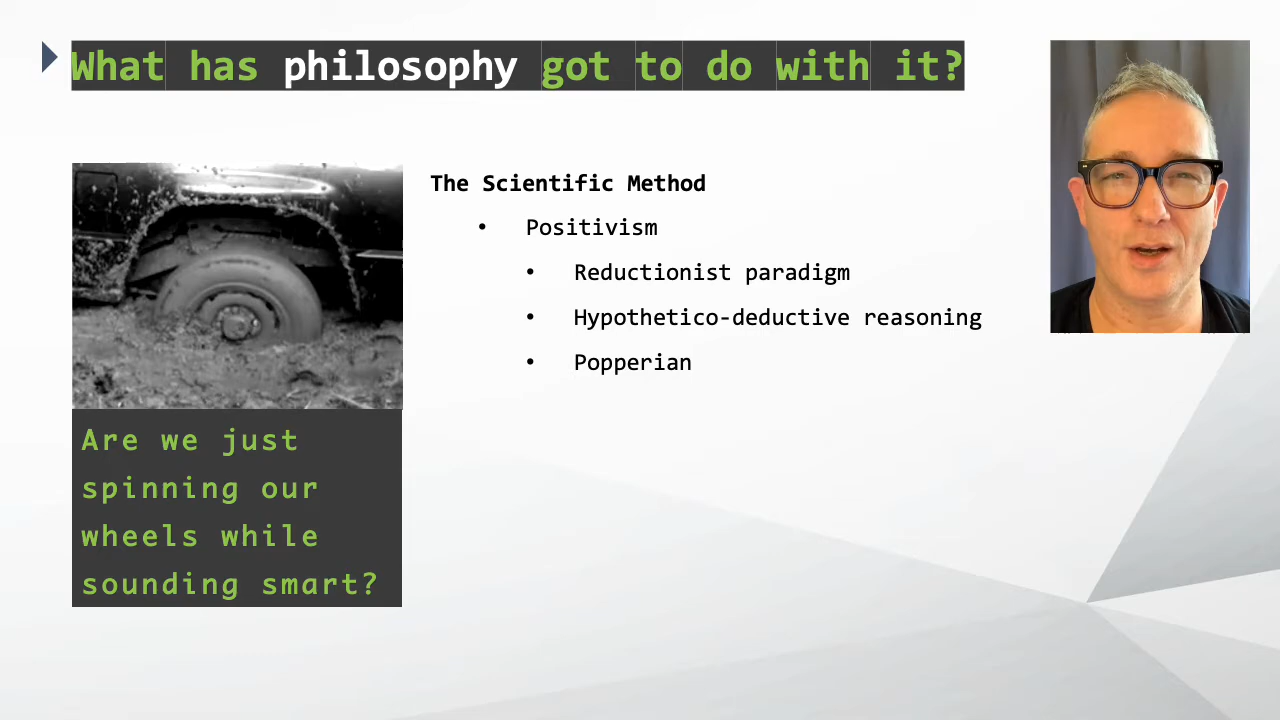 What has philosophy got to do with it?
The Scientific Method
• Positivism
• Reductionist paradigm
• Hypothetico-deductive reasoning
• Popperian
Are we just
spinning our
wheels while
sounding smart?